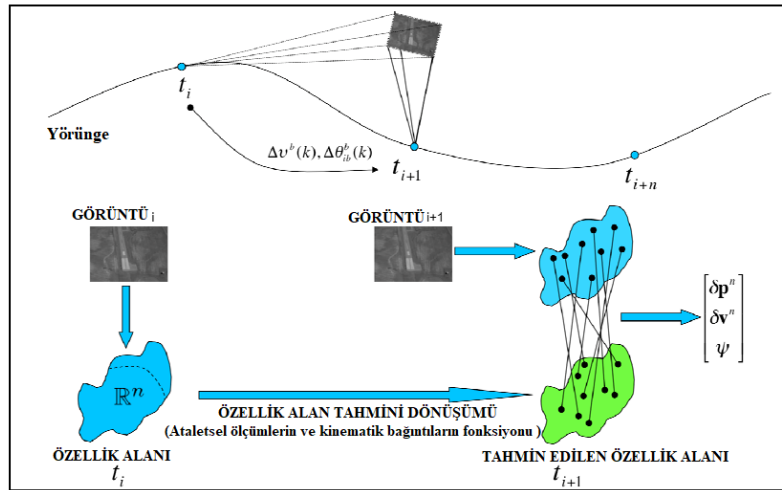 t_i
Yörünge
Δυ^b(k), Δθ^b_ib(k)
t_{i+1}
t_{i+n}
GÖRÜNTÜ i
GÖRÜNTÜ i+1
δp^n
δv^n
ψ
ℝ^n
ÖZELLİK ALAN TAHMİNİ DÖNÜŞÜMÜ
(Ataletsel ölçümlerin ve kinematik bağıntıların fonksiyonu )
ÖZELLİK ALANI
t_i
TAHMİN EDİLEN ÖZELLİK ALANI
t_{i+1}